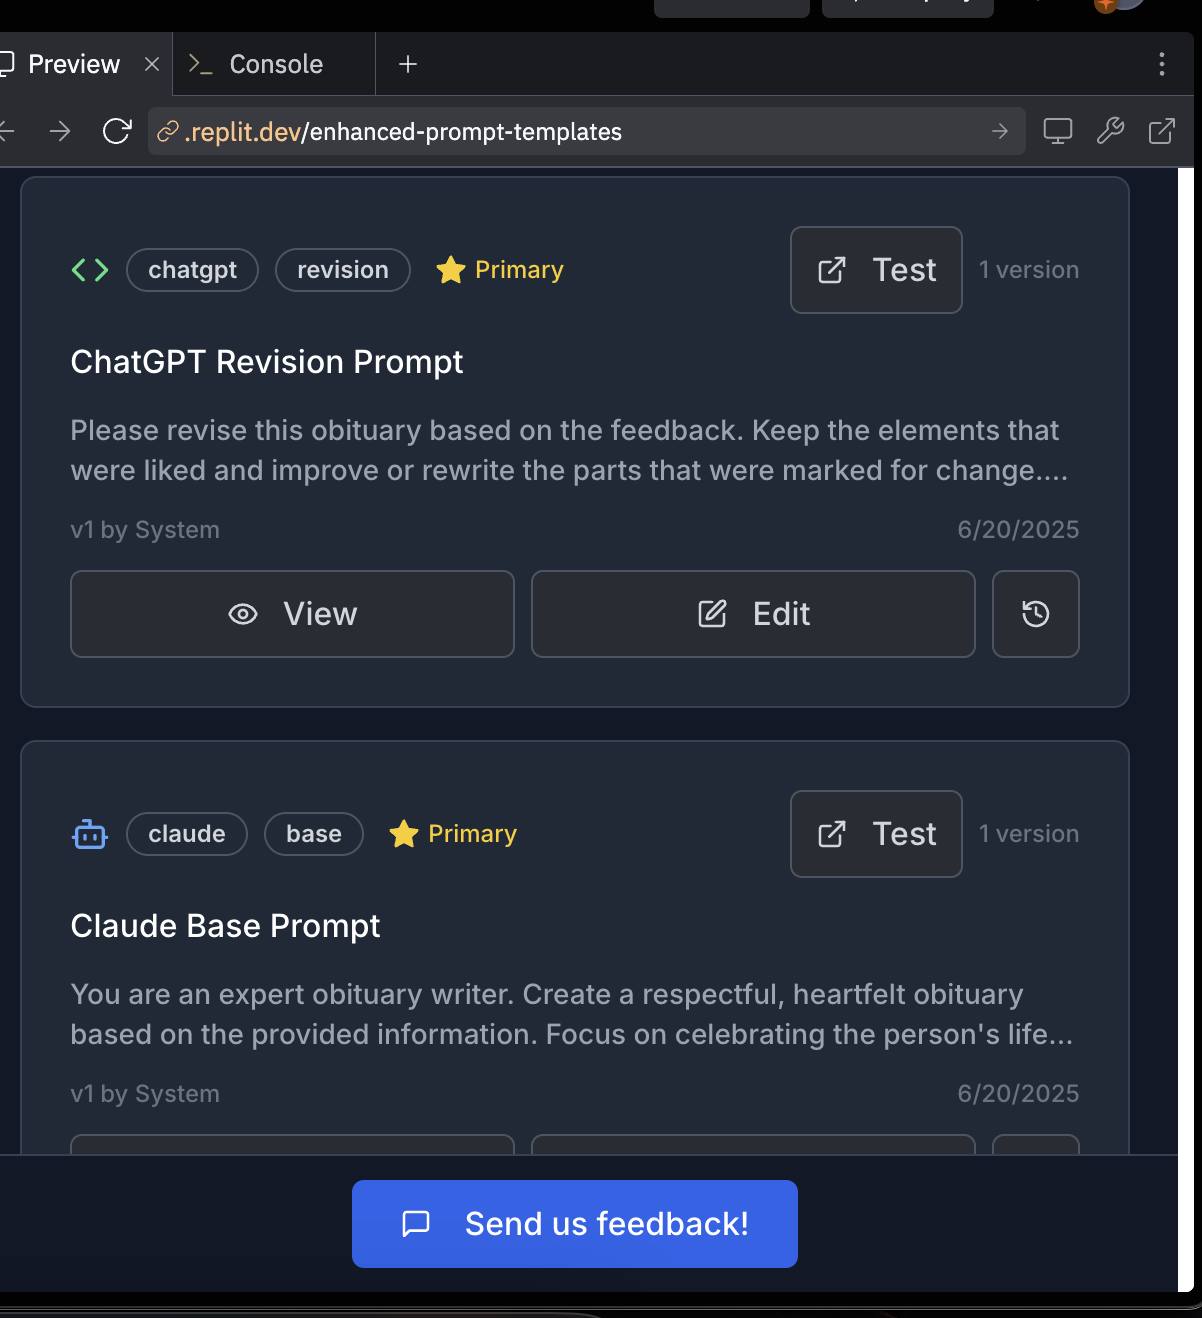 Preview
Console
.replit.dev/enhanced-prompt-templates
chatgpt revision Primary Test 1 version
ChatGPT Revision Prompt
Please revise this obituary based on the feedback. Keep the elements that
were liked and improve or rewrite the parts that were marked for change....
v1 by System 6/20/2025
View Edit
claude base Primary Test 1 version
Claude Base Prompt
You are an expert obituary writer. Create a respectful, heartfelt obituary
based on the provided information. Focus on celebrating the person's life...
v1 by System 6/20/2025
Send us feedback!